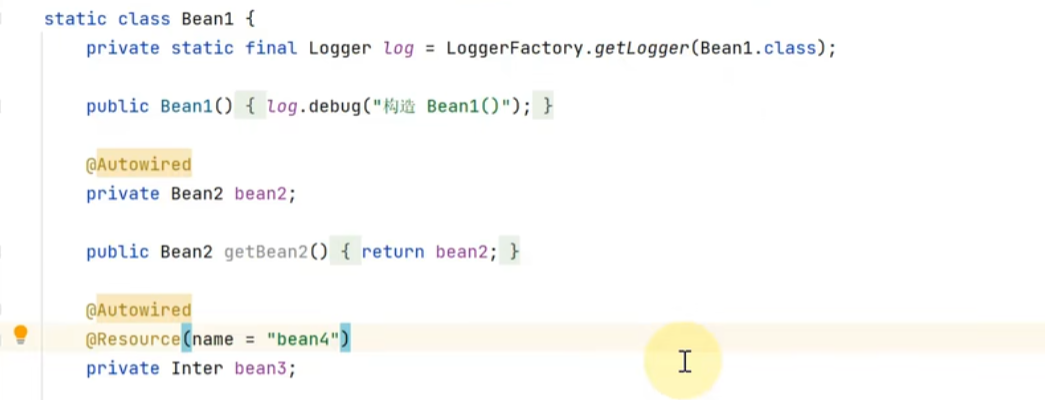 static class Bean1 {
private static final Logger log = LoggerFactory.getLogger(Bean1.class);
public Bean1() { log.debug("构造 Bean1()"); }
@Autowired
private Bean2 bean2;
public Bean2 getBean2() { return bean2; }
@Autowired
@Resource(name = "bean4")
private Inter bean3;